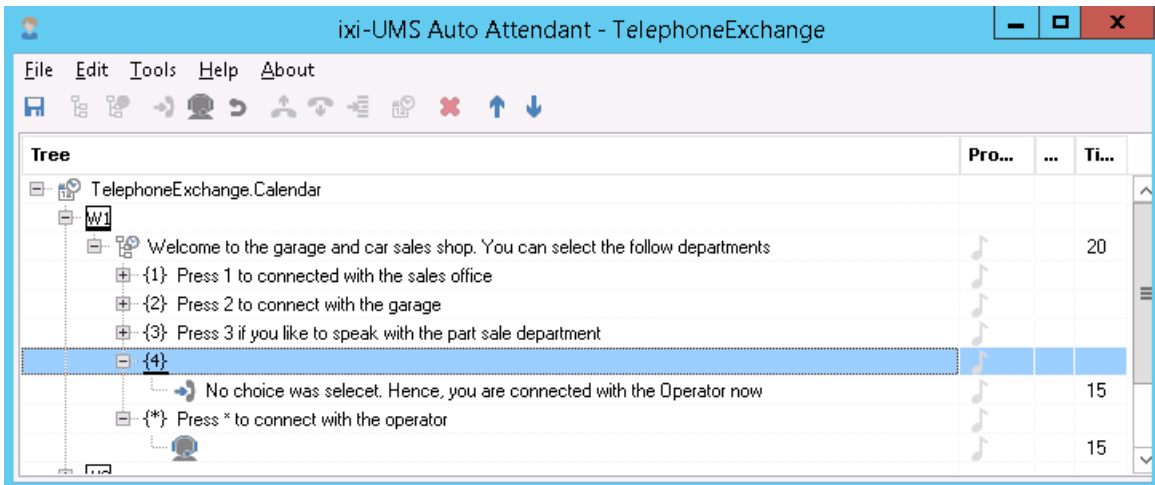 ixi-UMS Auto Attendant - TelephoneExchange
File Edit Tools Help About
Tree Pro... ... Ti...
TelephoneExchange.Calendar
W1
Welcome to the garage and car sales shop. You can select the follow departments 20
{1} Press 1 to connected with the sales office
{2} Press 2 to connect with the garage
{3} Press 3 if you like to speak with the part sale department
{4}
No choice was selecet. Hence, you are connected with the Operator now 15
{*} Press * to connect with the operator
15